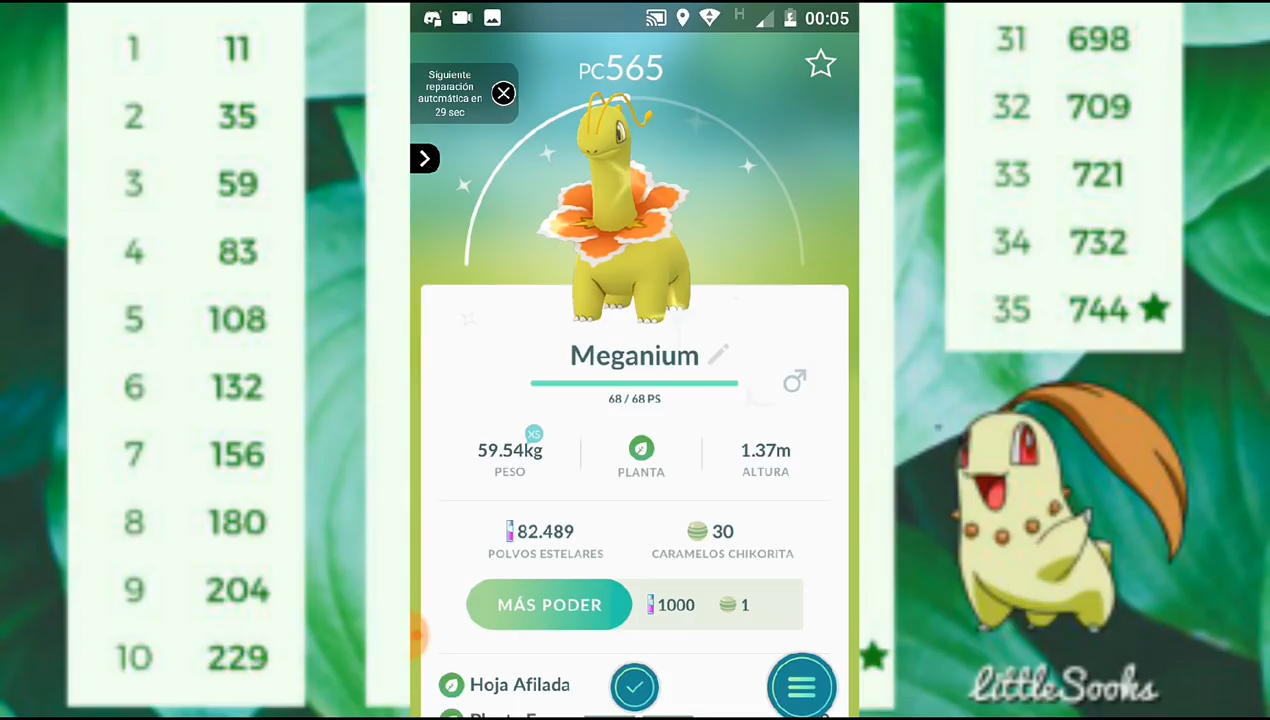 1 11
2 35
3 59
4 83
5 108
6 132
7 156
8 180
9 204
10 229
H 00:05
Siguiente
reparación
automática en
29 sec
PC565
Meganium
68 / 68 PS
XS
59.54kg
PESO
PLANTA
1.37m
ALTURA
82.489
POLVOS ESTELARES
30
CARAMELOS CHIKORITA
MÁS PODER
1000
1
Hoja Afilada
31 698
32 709
33 721
34 732
35 744
littleSooks